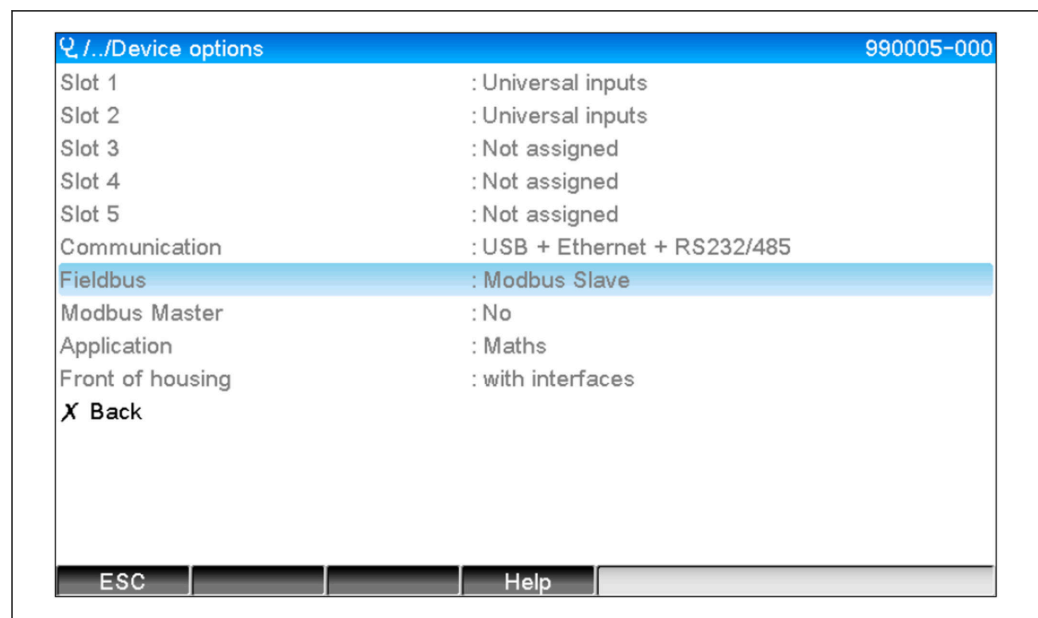 /../Device options 990005-000
Slot 1 : Universal inputs
Slot 2 : Universal inputs
Slot 3 : Not assigned
Slot 4 : Not assigned
Slot 5 : Not assigned
Communication : USB + Ethernet + RS232/485
Fieldbus : Modbus Slave
Modbus Master : No
Application : Maths
Front of housing : with interfaces
X Back
ESC Help